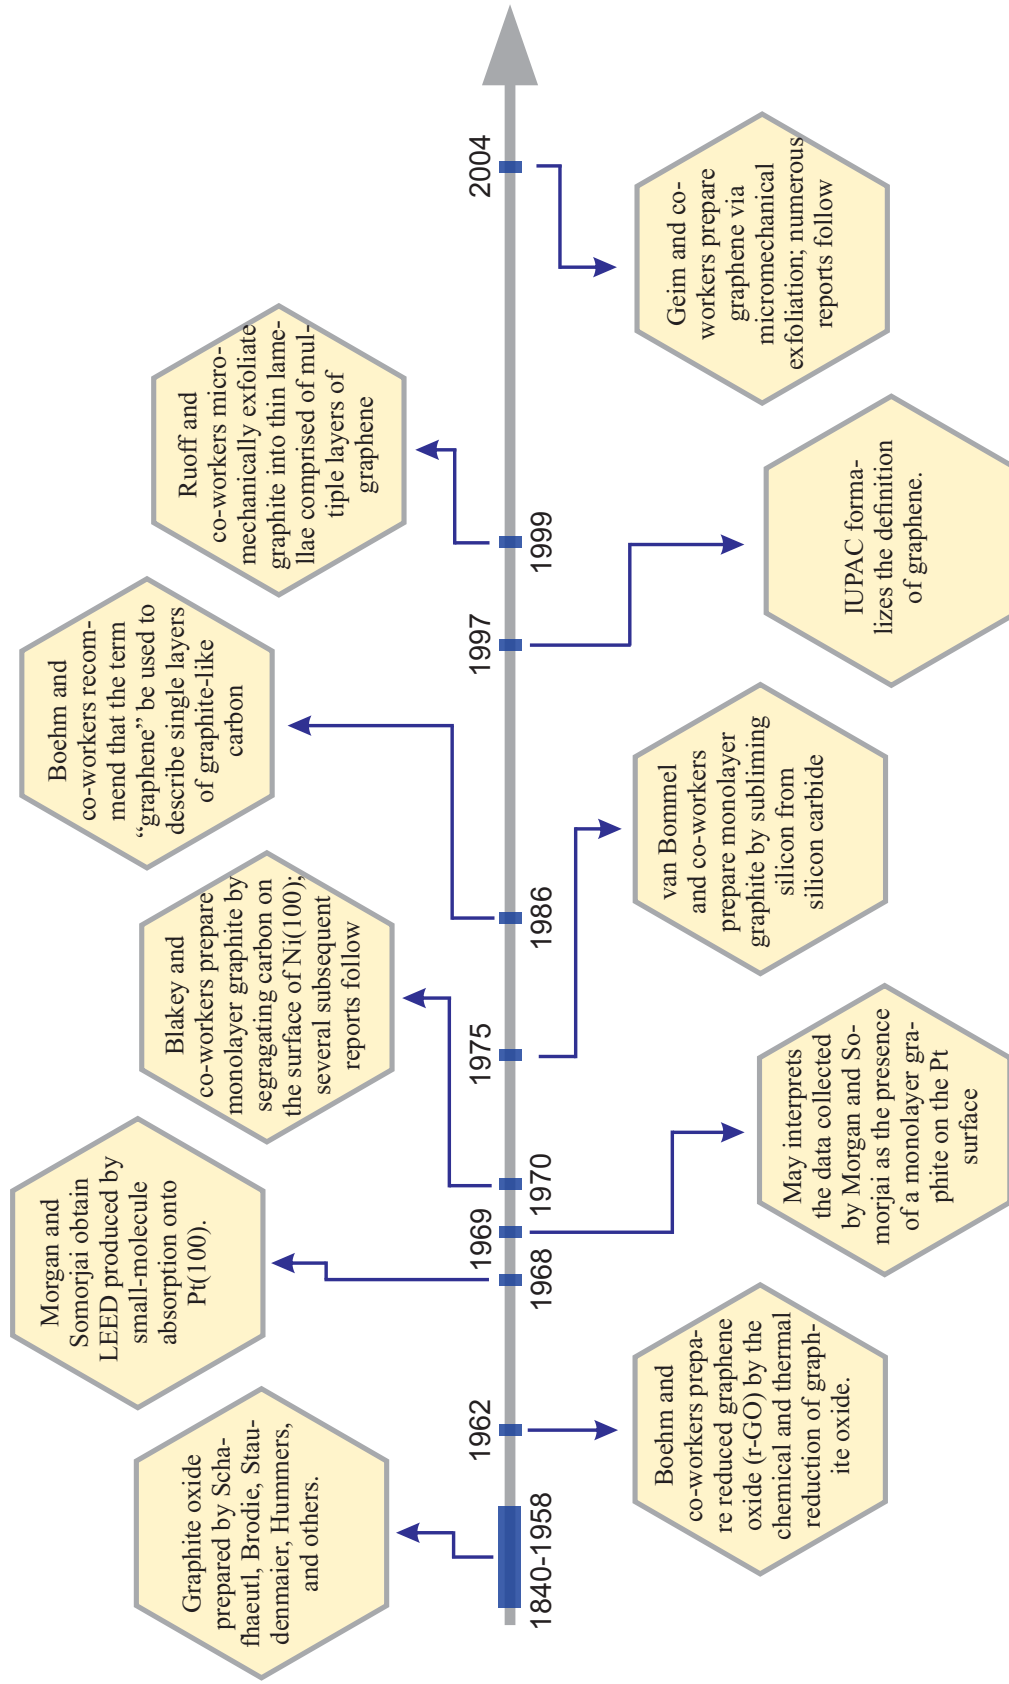 Graphite oxide
prepared by Scha-
fhaeutl, Brodie, Stau-
denmaier, Hummers,
and others.
1840-1958
1962
Boehm and
co-workers prepa-
re reduced graphene
oxide (r-GO) by the
chemical and thermal
reduction of graph-
ite oxide.
Morgan and
Somorjai obtain
LEED produced by
small-molecule
absorption onto
Pt(100).
1968
1969
May interprets
the data collected
by Morgan and So-
morjai as the presence
of a monolayer gra-
phite on the Pt
surface
Blakey and
co-workers prepare
monolayer graphite by
segragating carbon on
the surface of Ni(100);
several subsequent
reports follow
1970
1975
van Bommel
and co-workers
prepare monolayer
graphite by subliming
silicon from
silicon carbide
Boehm and
co-workers recom-
mend that the term
“graphene” be used to
describe single layers
of graphite-like
carbon
1986
1997
IUPAC forma-
lizes the definition
of graphene.
Ruoff and
co-workers micro-
mechanically exfoliate
graphite into thin lame-
llae comprised of mul-
tiple layers of
graphene
1999
2004
Geim and co-
workers prepare
graphene via
micromechanical
exfoliation; numerous
reports follow